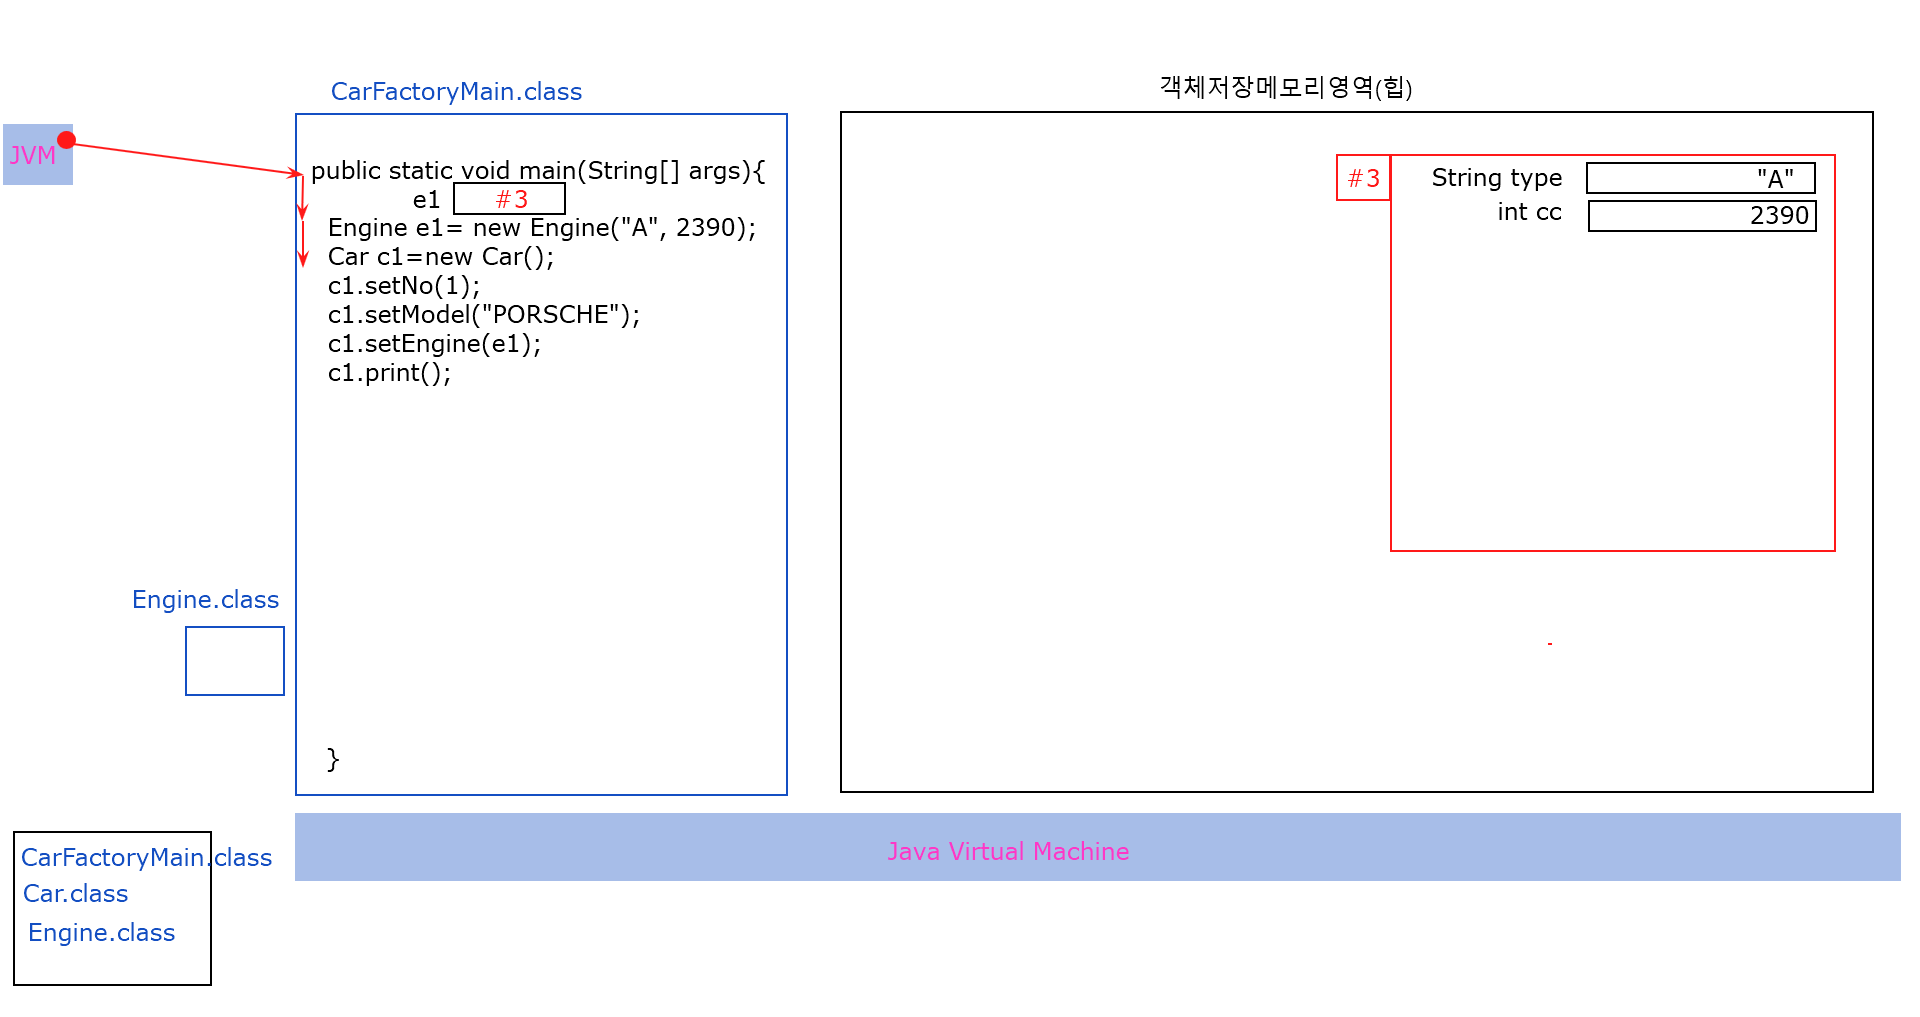 CarFactoryMain.class
객체저장메모리영역(힙)
JVM
public static void main(String[] args){
e1 #3
Engine e1= new Engine("A", 2390);
Car c1=new Car();
c1.setNo(1);
c1.setModel("PORSCHE");
c1.setEngine(e1);
c1.print();
}
#3
String type "A"
int cc 2390
Engine.class
Java Virtual Machine
CarFactoryMain.class
Car.class
Engine.class